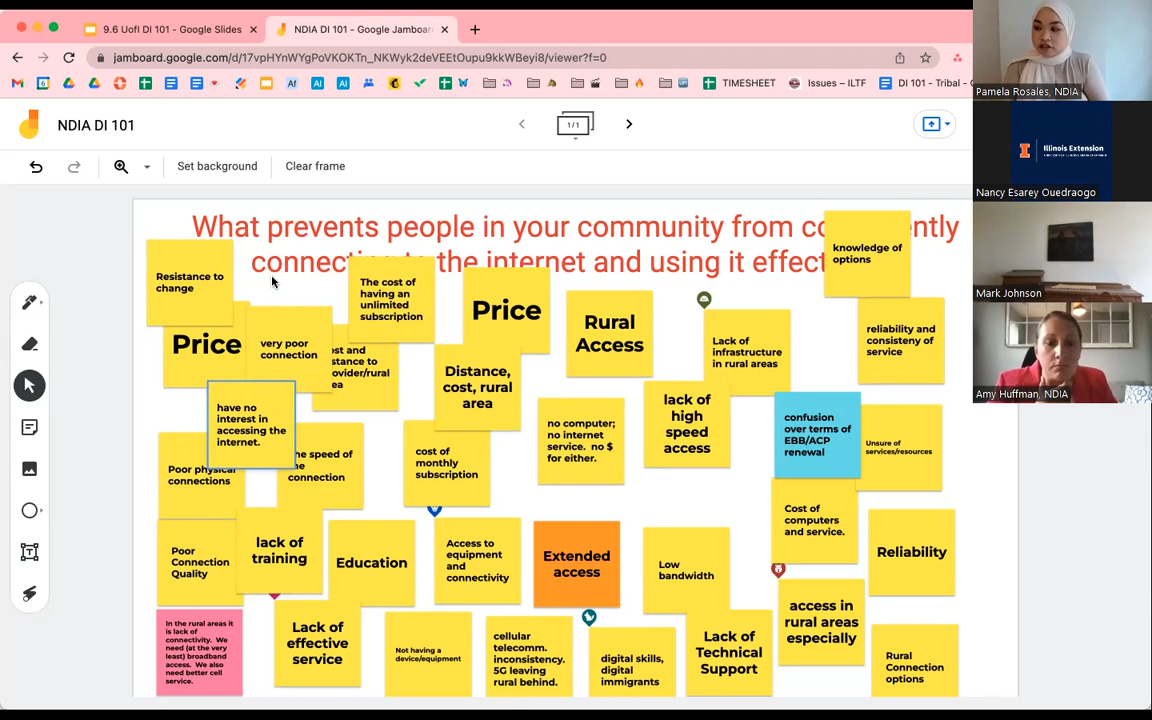 9.6 UofI DI 101 - Google Slides
NDIA DI 101 - Google Jamboard
jamboard.google.com/d/17vpHYnWYgPoVKOKTn_NKWyk2deVEEtOupu9kkWBeyi8/viewer?f=0
TIMESHEET
Issues – ILTF
DI 101 - Tribal - G
NDIA DI 101
1/1
Set background
Clear frame
What prevents people in your community from
connecting to the internet and using it
Resistance to
change
The cost of
having an
unlimited
subscription
Price
Rural
Access
knowledge of
options
Price
very poor
connection
Distance,
cost, rural
area
Lack of
infrastructure
in rural areas
reliability and
consisteny of
service
have no
interest in
accessing the
internet.
no computer;
no internet
service. no $
for either.
lack of
high
speed
access
confusion
over terms of
EBB/ACP
renewal
Unsure of
services/resources
Poor physical
connections
speed of
connection
cost of
monthly
subscription
Cost of
computers
and service.
Poor
Connection
Quality
lack of
training
Education
Access to
equipment
and
connectivity
Extended
access
Low
bandwidth
Reliability
In the rural areas it
is lack of
connectivity. We
need (at the very
least) broadband
access. We also
need better cell
service.
Lack of
effective
service
Not having a
device/equipment
cellular
telecomm.
inconsistency.
5G leaving
rural behind.
digital skills,
digital
immigrants
Lack of
Technical
Support
access in
rural areas
especially
Rural
Connection
options
Pamela Rosales, NDIA
Illinois Extension
Nancy Esarey Ouedraogo
Mark Johnson
Amy Huffman, NDIA